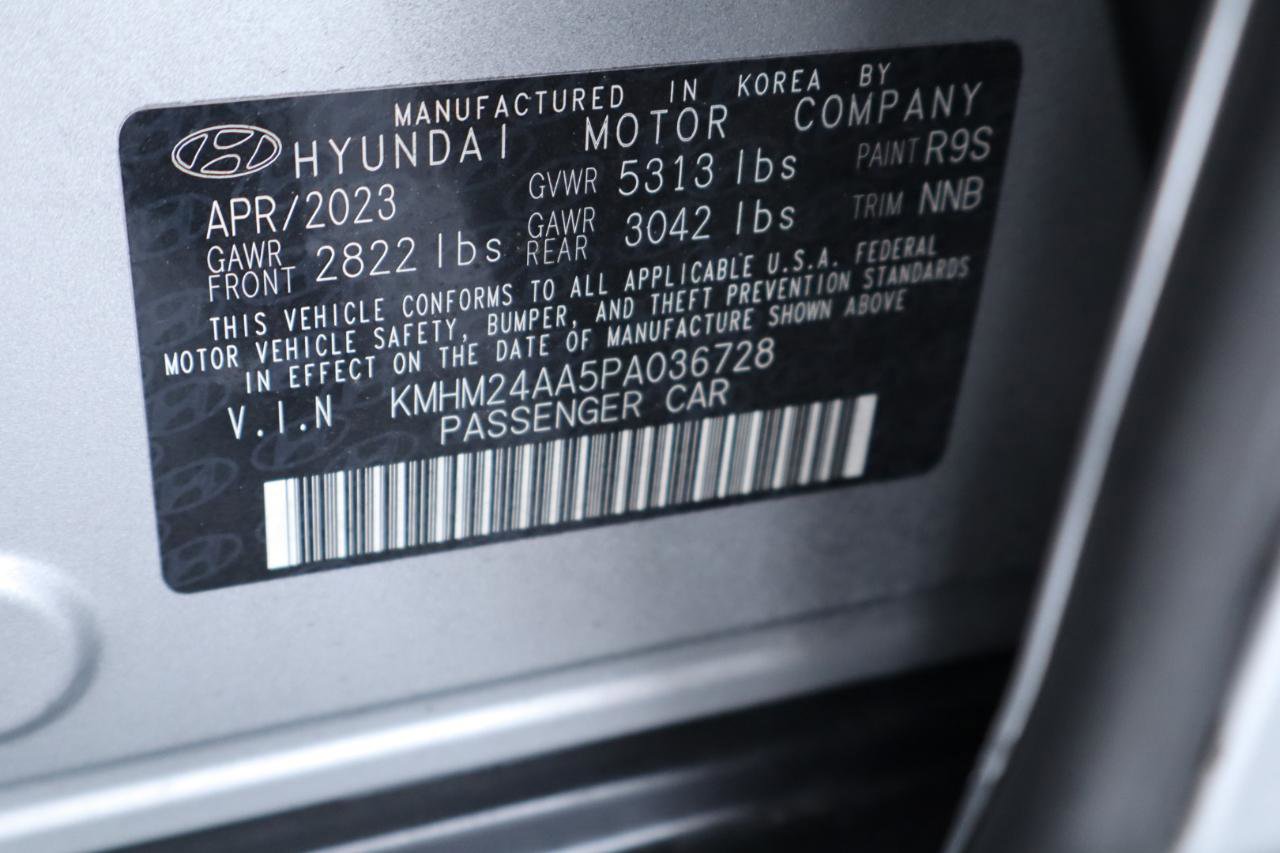 MANUFACTURED IN KOREA BY
HYUNDAI MOTOR COMPANY
APR/2023 GVWR 5313 lbs PAINT R9S
GAWR FRONT 2822 lbs GAWR REAR 3042 lbs TRIM NNB
THIS VEHICLE CONFORMS TO ALL APPLICABLE U.S.A. FEDERAL
MOTOR VEHICLE SAFETY, BUMPER, AND THEFT PREVENTION STANDARDS
IN EFFECT ON THE DATE OF MANUFACTURE SHOWN ABOVE
V.I.N KMHM24AA5PA036728
PASSENGER CAR